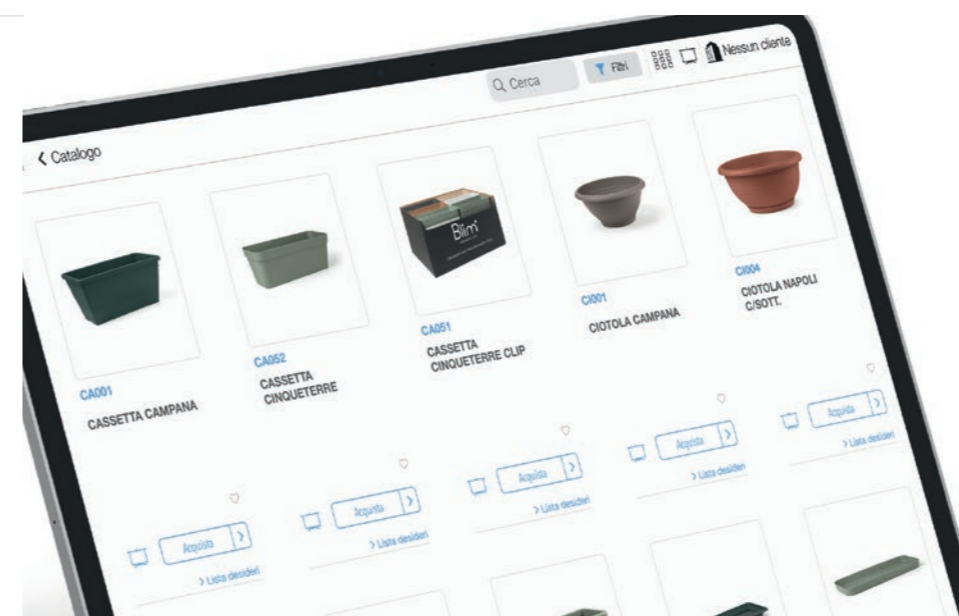 Cerca
Filtri
Nessun cliente
Catalogo
Blim
CA001
CASSETTA CAMPANA
CA052
CASSETTA
CINQUETERRE
CA051
CASSETTA
CINQUETERRE CLIP
CI001
CIOTOLA CAMPANA
CI004
CIOTOLA NAPOLI
C/SOTT.
Acquista
> Lista desideri
Acquista
> Lista desideri
Acquista
> Lista desideri
Acquista
> Lista desideri
Acquista
> Lista desideri